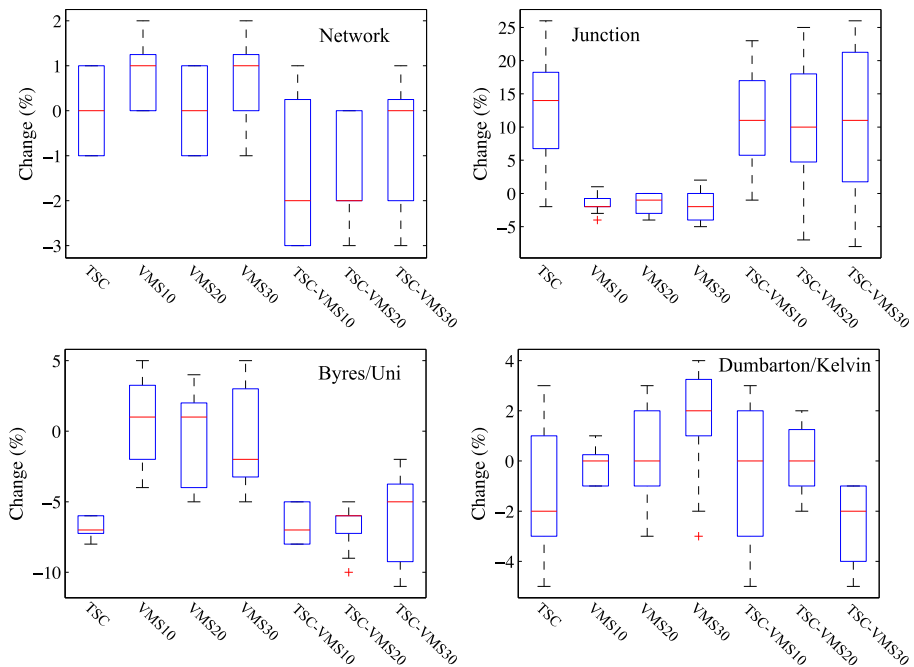 Network
Change (%)
2
1
0
−1
−2
−3
TSC
VMS10
VMS20
VMS30
TSC-VMS10
TSC-VMS20
TSC-VMS30
Junction
Change (%)
25
20
15
10
5
0
−5
TSC
VMS10
VMS20
VMS30
TSC-VMS10
TSC-VMS20
TSC-VMS30
Byres/Uni
Change (%)
5
0
−5
−10
TSC
VMS10
VMS20
VMS30
TSC-VMS10
TSC-VMS20
TSC-VMS30
Dumbarton/Kelvin
Change (%)
4
2
0
−2
−4
TSC
VMS10
VMS20
VMS30
TSC-VMS10
TSC-VMS20
TSC-VMS30